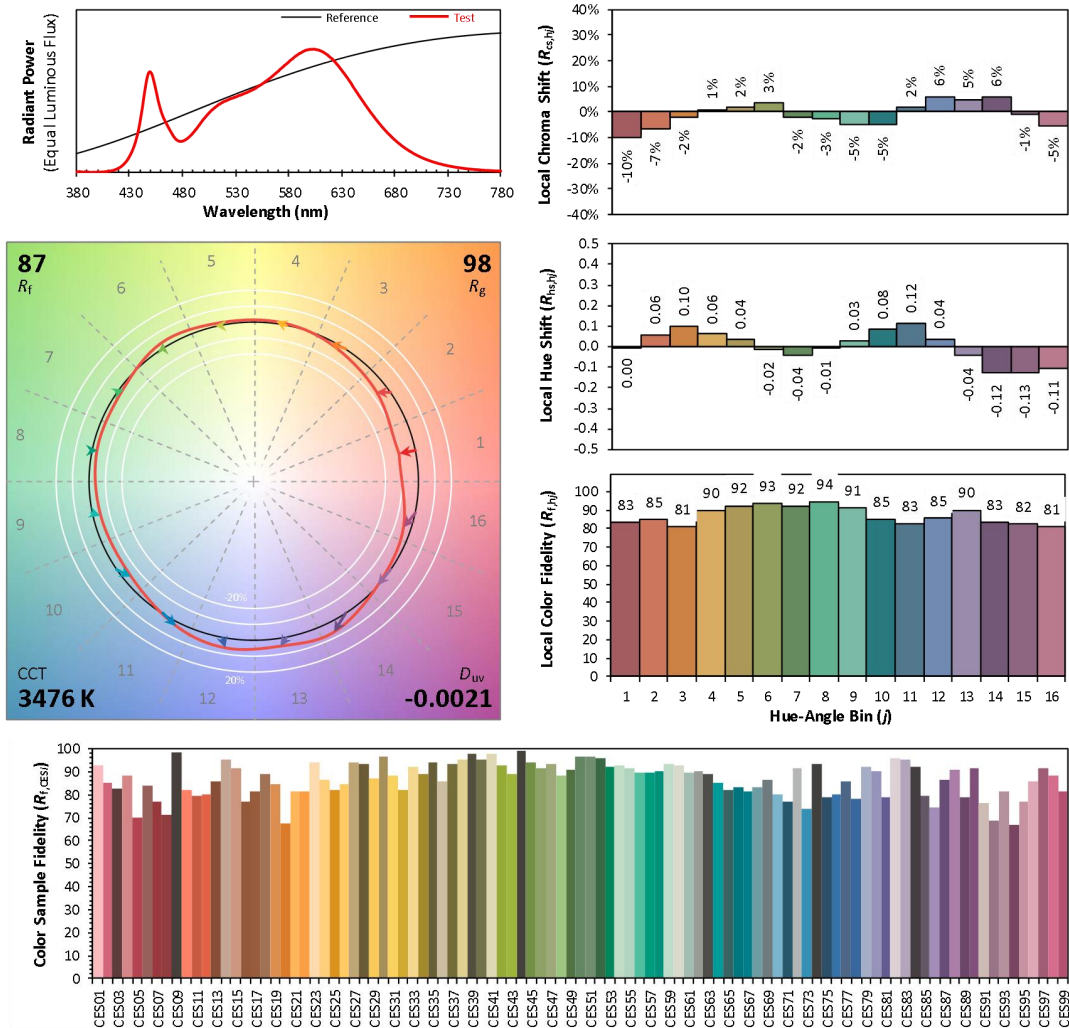 Reference Test
Radiant Power
(Equal Luminous Flux)
380 430 480 530 580 630 680 730 780
Wavelength (nm)
Local Chroma Shift (Rcs,hj)
40%
30%
20%
10%
0%
-10%
-20%
-30%
-40%
-10% -7% -2% 1% 2% 3% -2% -3% -5% -5% 2% 6% 5% 6% -1% -5%
87
Rf
98
Rg
CCT
3476 K
Duv
-0.0021
1 2 3 4 5 6 7 8 9 10 11 12 13 14 15 16
-20%
20%
Local Hue Shift (Rhs,hj)
0.5
0.4
0.3
0.2
0.1
0.0
-0.1
-0.2
-0.3
-0.4
-0.5
0.00 0.06 0.10 0.06 0.04 -0.02 -0.04 -0.01 0.03 0.08 0.12 0.04 -0.04 -0.12 -0.13 -0.11
Local Color Fidelity (Rf,hj)
100
90
80
70
60
50
40
30
20
10
0
83 85 81 90 92 93 92 94 91 85 83 85 90 83 82 81
1 2 3 4 5 6 7 8 9 10 11 12 13 14 15 16
Hue-Angle Bin (j)
Color Sample Fidelity (Rf,CESi)
100
90
80
70
60
50
40
30
20
10
0
CES01 CES03 CES05 CES07 CES09 CES11 CES13 CES15 CES17 CES19 CES21 CES23 CES25 CES27 CES29 CES31 CES33 CES35 CES37 CES39 CES41 CES43 CES45 CES47 CES49 CES51 CES53 CES55 CES57 CES59 CES61 CES63 CES65 CES67 CES69 CES71 CES73 CES75 CES77 CES79 CES81 CES83 CES85 CES87 CES89 CES91 CES93 CES95 CES97 CES99